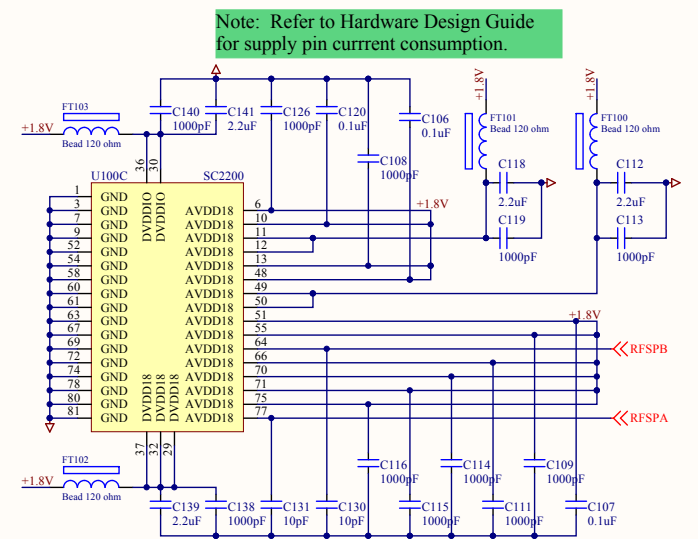 Note: Refer to Hardware Design Guide
for supply pin currrent consumption.
+1.8V
+1.8V
FT103
+1.8V
Bead 120 ohm
C140
1000pF
C141
2.2uF
C126
1000pF
C120
0.1uF
C106
0.1uF
C108
1000pF
FT101
Bead 120 ohm
FT100
Bead 120 ohm
C118
2.2uF
C119
1000pF
C112
2.2uF
C113
1000pF
36
30
U100C
SC2200
DVDDIO
DVDDIO
1 GND
3 GND
7 GND
9 GND
52 GND
54 GND
58 GND
60 GND
61 GND
63 GND
67 GND
69 GND
72 GND
74 GND
78 GND
80 GND
81 GND
AVDD18 6
AVDD18 10
AVDD18 11
AVDD18 12
AVDD18 13
AVDD18 48
AVDD18 49
AVDD18 50
AVDD18 51
AVDD18 55
AVDD18 64
AVDD18 66
AVDD18 70
AVDD18 71
AVDD18 75
AVDD18 77
+1.8V
+1.8V
RFSPB
RFSPA
DVDD18
DVDD18
DVDD18
37
32
29
FT102
+1.8V
Bead 120 ohm
C139
2.2uF
C138
1000pF
C131
10pF
C130
10pF
C116
1000pF
C115
1000pF
C114
1000pF
C111
1000pF
C109
1000pF
C107
0.1uF